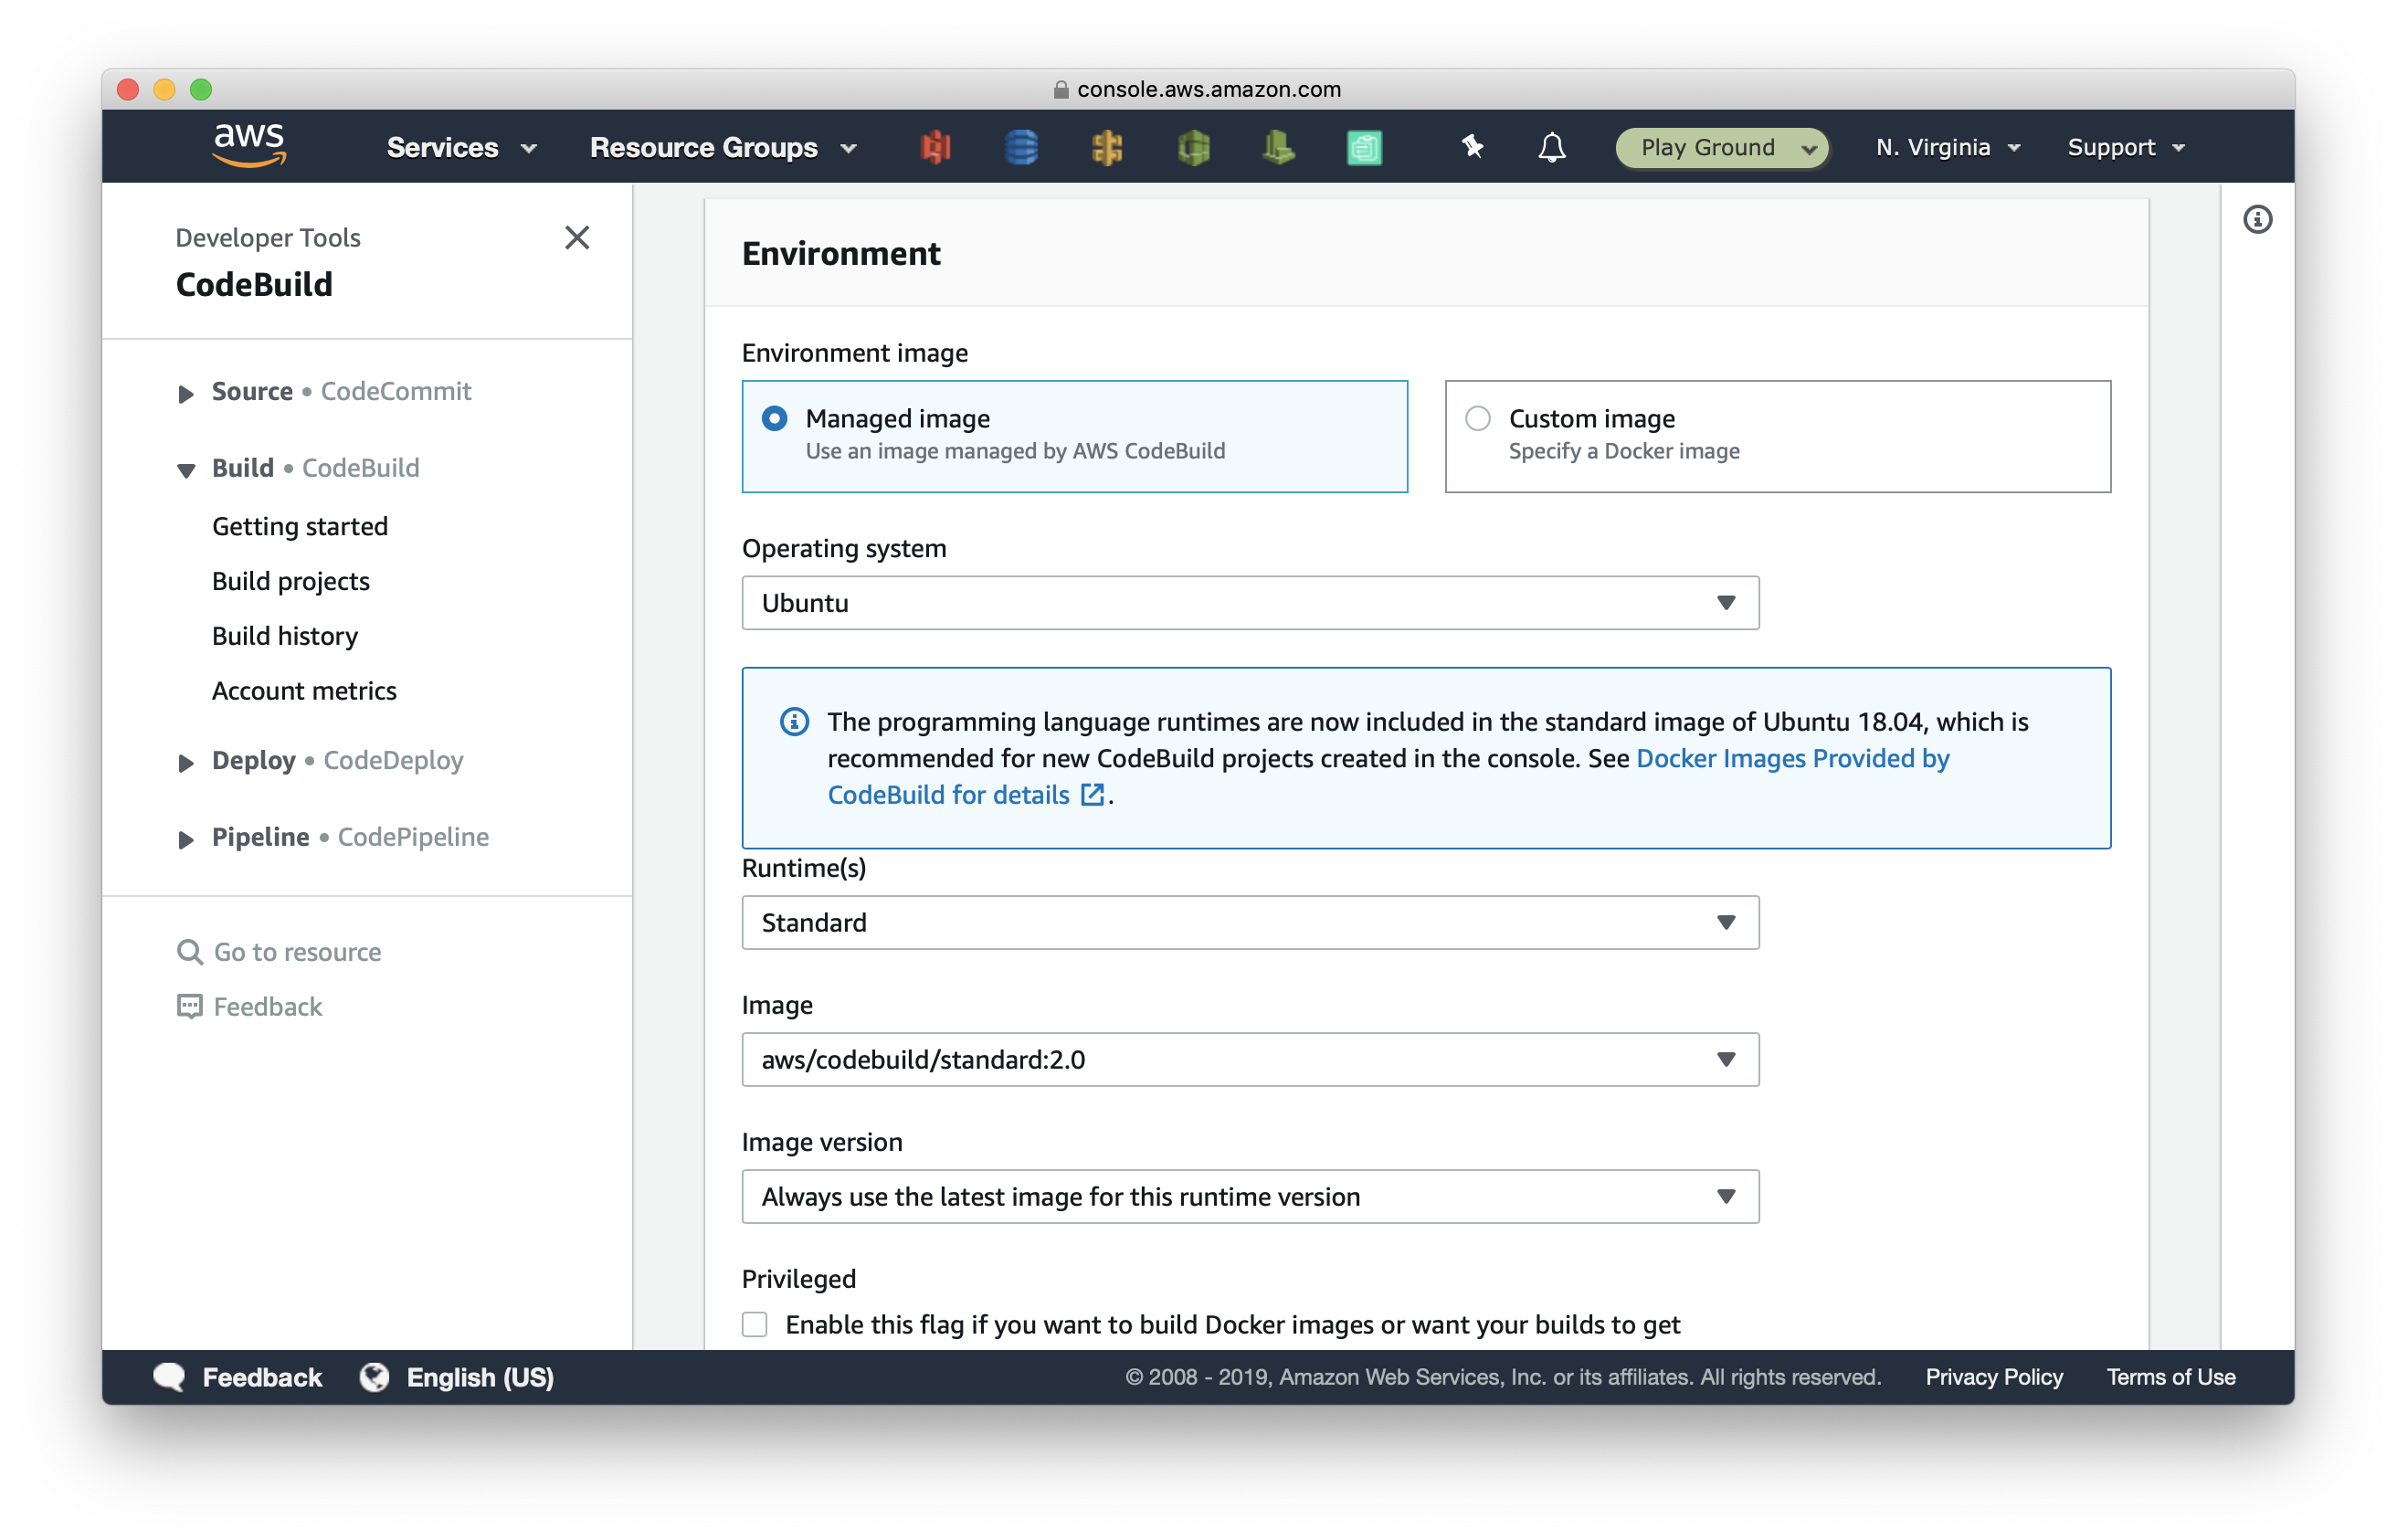 console.aws.amazon.com
aws Services Resource Groups Play Ground N. Virginia Support
Developer Tools
CodeBuild
Source • CodeCommit
Build • CodeBuild
Getting started
Build projects
Build history
Account metrics
Deploy • CodeDeploy
Pipeline • CodePipeline
Go to resource
Feedback
Environment
Environment image
Managed image
Use an image managed by AWS CodeBuild
Custom image
Specify a Docker image
Operating system
Ubuntu
The programming language runtimes are now included in the standard image of Ubuntu 18.04, which is
recommended for new CodeBuild projects created in the console. See Docker Images Provided by
CodeBuild for details .
Runtime(s)
Standard
Image
aws/codebuild/standard:2.0
Image version
Always use the latest image for this runtime version
Privileged
Enable this flag if you want to build Docker images or want your builds to get
Feedback English (US) © 2008 - 2019, Amazon Web Services, Inc. or its affiliates. All rights reserved. Privacy Policy Terms of Use